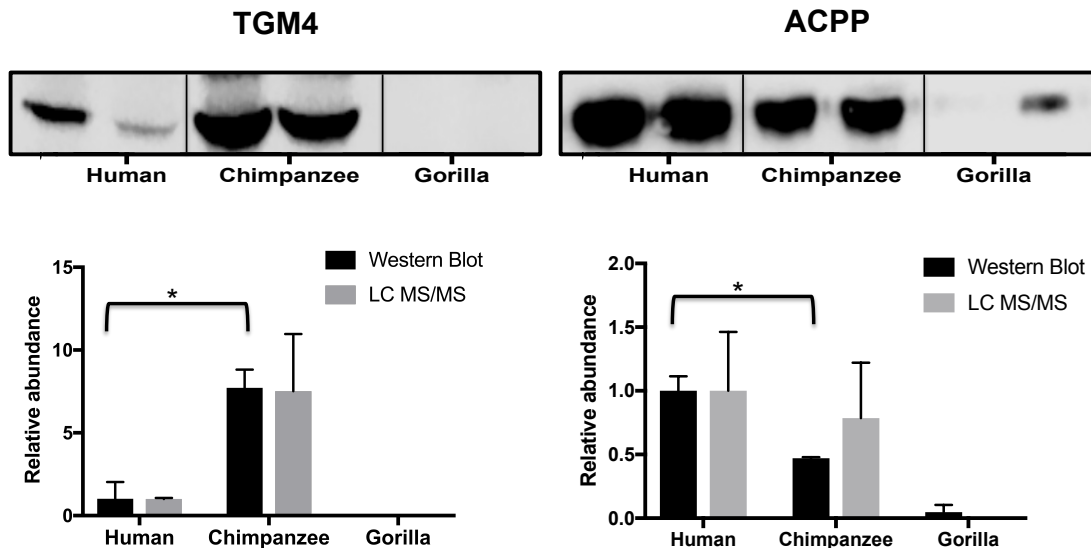 TGM4
ACPP
Human Chimpanzee Gorilla
Human Chimpanzee Gorilla
Western Blot
LC MS/MS
Relative abundance
15
10
5
0
*
Human Chimpanzee Gorilla
Western Blot
LC MS/MS
Relative abundance
2.0
1.5
1.0
0.5
0.0
*
Human Chimpanzee Gorilla